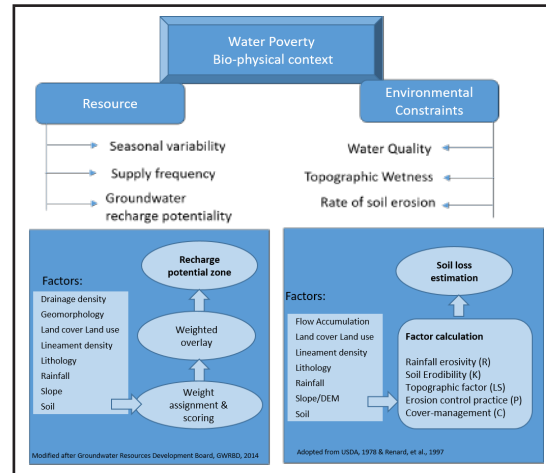 Water Poverty
Bio-physical context
Resource
Environmental
Constraints
Seasonal variability
Supply frequency
Groundwater
recharge potentiality
Water Quality
Topographic Wetness
Rate of soil erosion
Factors:
Drainage density
Geomorphology
Land cover Land use
Lineament density
Lithology
Rainfall
Slope
Soil
Recharge
potential zone
Weighted
overlay
Weight
assignment &
scoring
Modified after Groundwater Resources Development Board, GWRBD, 2014
Factors:
Flow Accumulation
Land cover Land use
Lineament density
Lithology
Rainfall
Slope/DEM
Soil
Soil loss
estimation
Factor calculation
Rainfall erosivity (R)
Soil Erodibility (K)
Topographic factor (LS)
Erosion control practice (P)
Cover-management (C)
Adopted from USDA, 1978 & Renard, et al., 1997